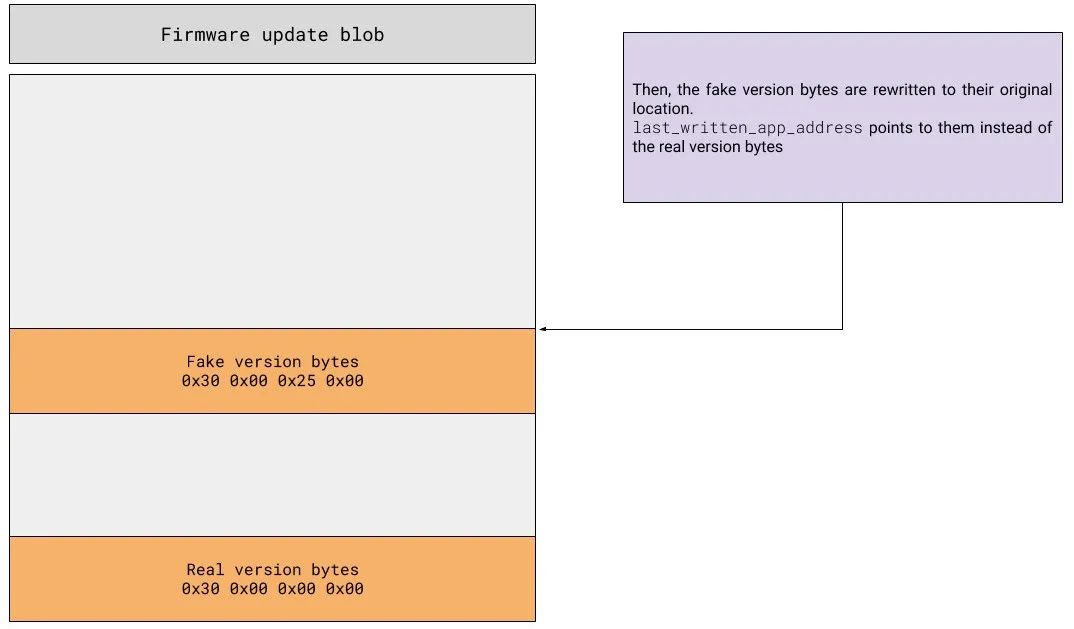 Firmware update blob
Then, the fake version bytes are rewritten to their original
location.
last_written_app_address points to them instead of
the real version bytes
Fake version bytes
0x30 0x00 0x25 0x00
Real version bytes
0x30 0x00 0x00 0x00